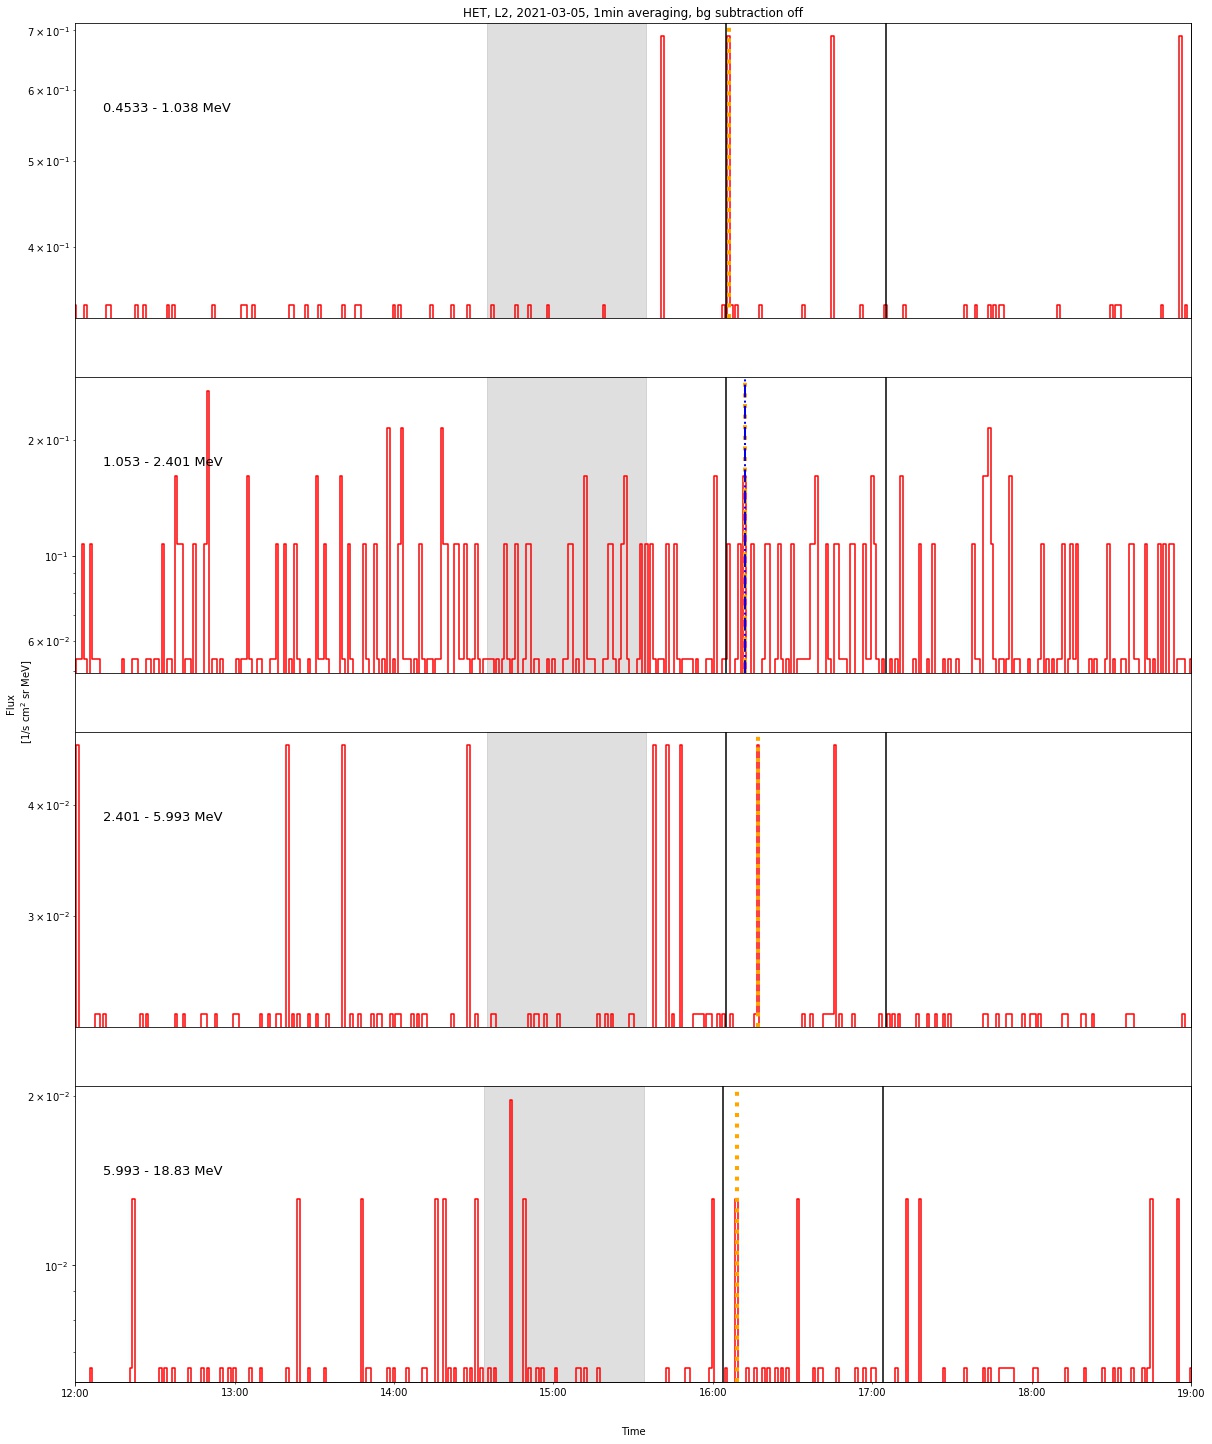 HET, L2, 2021-03-05, 1min averaging, bg subtraction off
7 × 10⁻¹
6 × 10⁻¹
0.4533 - 1.038 MeV
5 × 10⁻¹
4 × 10⁻¹
2 × 10⁻¹
1.053 - 2.401 MeV
10⁻¹
6 × 10⁻²
Flux
[1/s cm² sr MeV]
4 × 10⁻²
2.401 - 5.993 MeV
3 × 10⁻²
2 × 10⁻²
5.993 - 18.83 MeV
10⁻²
12:00 13:00 14:00 15:00 16:00 17:00 18:00 19:00
Time